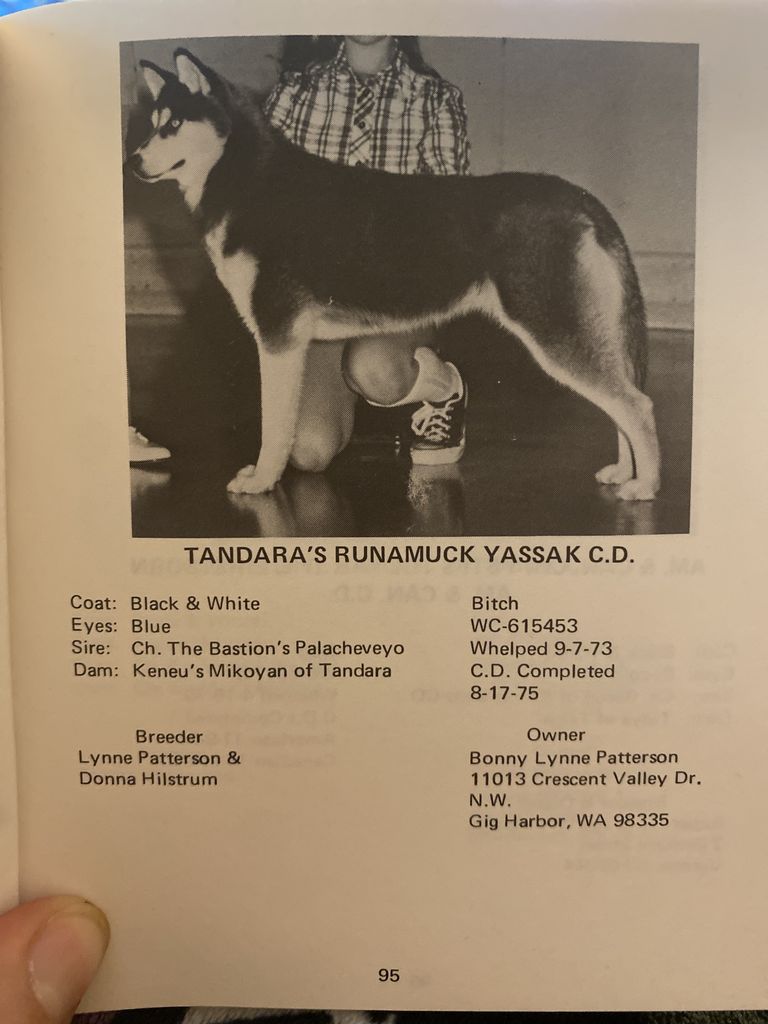 TANDARA'S RUNAMUCK YASSAK C.D.
Coat: Black & White
Eyes: Blue
Sire: Ch. The Bastion's Palacheveyo
Dam: Keneu's Mikoyan of Tandara
Bitch
WC-615453
Whelped 9-7-73
C.D. Completed
8-17-75
Breeder
Lynne Patterson &
Donna Hilstrum
Owner
Bonny Lynne Patterson
11013 Crescent Valley Dr.
N.W.
Gig Harbor, WA 98335
95